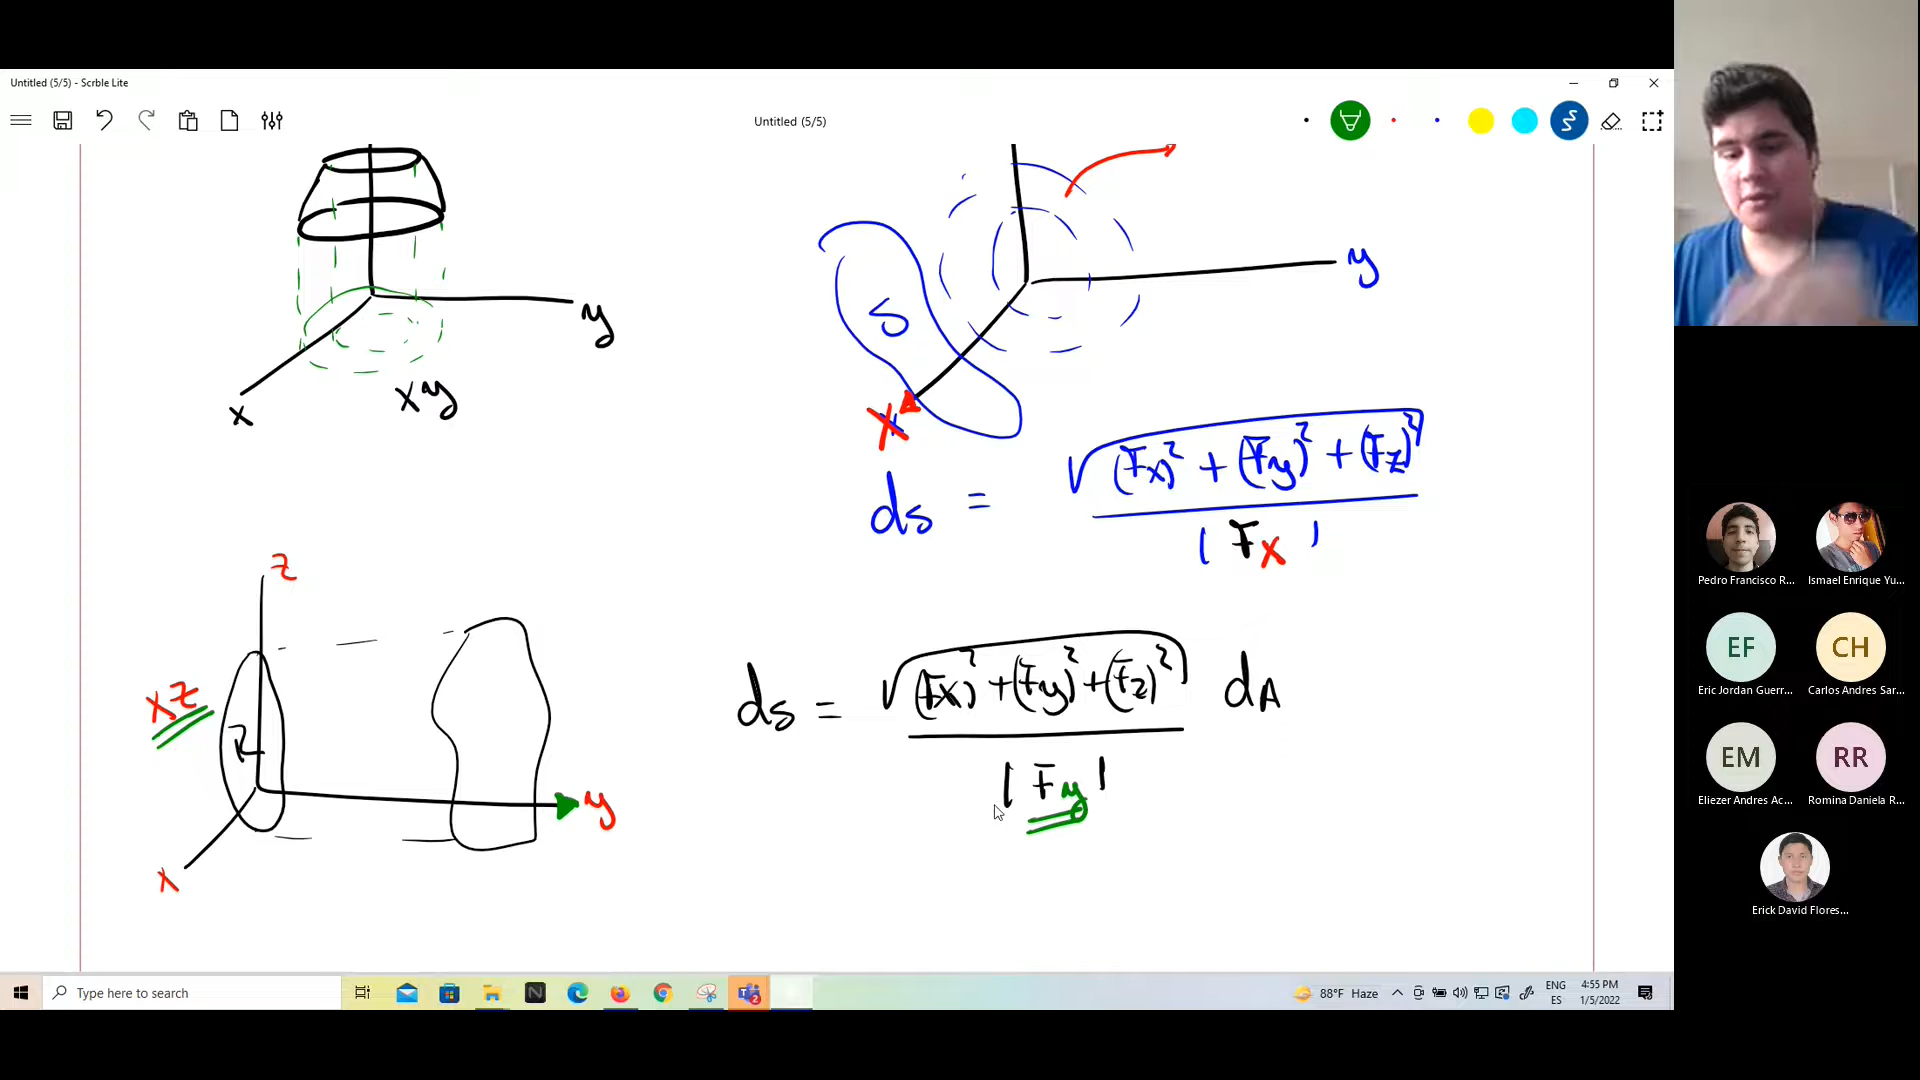 Untitled (5/5) - Scrble Lite
Untitled (5/5)
y
x
xy
y
S
x
ds = √((Fx)² + (Fy)² + (Fz)²) / |Fx|
z
xz
R
y
x
ds = √((Fx)² + (Fy)² + (Fz)²) / |Fy| dA
Pedro Francisco R...
Ismael Enrique Yu...
EF
CH
Eric Jordan Guerr...
Carlos Andres Sar...
EM
RR
Eliezer Andres Ac...
Romina Daniela R...
Erick David Flores...
Type here to search
N
2
88°F Haze
ENG
ES
4:55 PM
1/5/2022